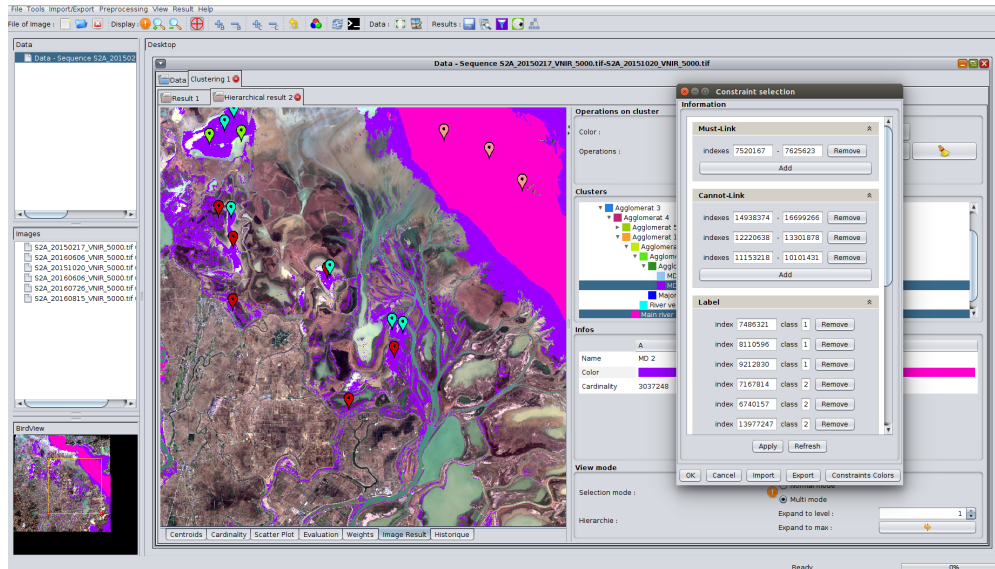 File Tools Import/Export Preprocessing View Result Help
File of image : Display : Data : Results :
Data
Data - Sequence S2A_201502
Desktop
Data - Sequence S2A_20150217_VNIR_5000.tif-S2A_20151020_VNIR_5000.tif
Data Clustering 1
Result 1 Hierarchical result 2
Images
S2A_20150217_VNIR_5000.tif
S2A_20160606_VNIR_5000.tif
S2A_20151020_VNIR_5000.tif
S2A_20160606_VNIR_5000.tif
S2A_20160726_VNIR_5000.tif
S2A_20160815_VNIR_5000.tif
BirdView
Centroids Cardinality Scatter Plot Evaluation Weights Image Result Historique
Operations on cluster
Color :
Operations :
Clusters
Agglomerat 3
Agglomerat 4
Agglomerat
Agglomerat
Agglomera
Agglome
Agglo
MD
MD
Major
River ve
Main river
Infos
A
Name MD 2
Color
Cardinality 3037248
View mode
Selection mode : Normal mode
Multi mode
Hierarchie : Expand to level : 1
Expand to max :
Constraint selection
Information
Must-Link
indexes 7520167 - 7625623 Remove
Add
Cannot-Link
indexes 14938374 - 16699266 Remove
indexes 12220638 - 13301878 Remove
indexes 11153218 - 10101431 Remove
Add
Label
index 7486321 class 1 Remove
index 8110596 class 1 Remove
index 9212830 class 1 Remove
index 7167814 class 2 Remove
index 6740157 class 2 Remove
index 13977247 class 2 Remove
Apply Refresh
OK Cancel Import Export Constraints Colors
Ready 0%